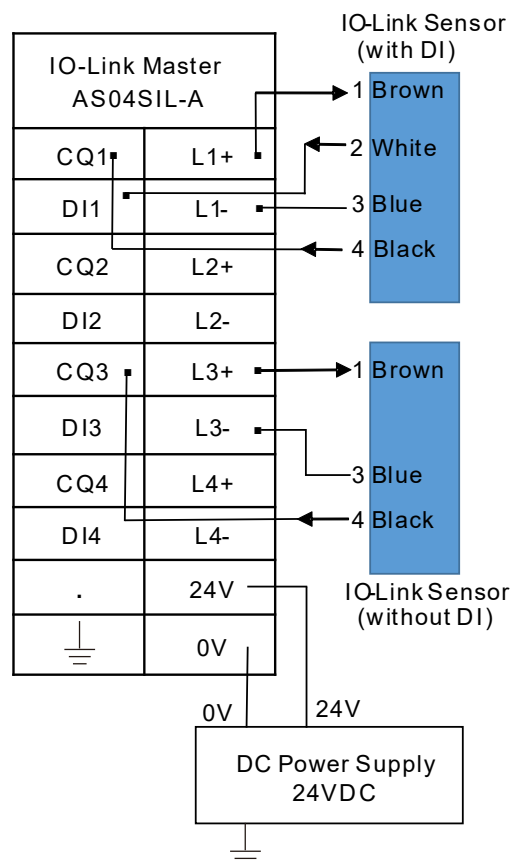 IO-Link Sensor
(with DI)
IO-Link Master
AS04SIL-A
1 Brown
CQ1 L1+
2 White
DI1 L1-
3 Blue
4 Black
CQ2 L2+
DI2 L2-
CQ3 L3+
1 Brown
DI3 L3-
3 Blue
CQ4 L4+
4 Black
DI4 L4-
. 24V
IO-Link Sensor
(without DI)
0V
0V 24V
DC Power Supply
24VDC